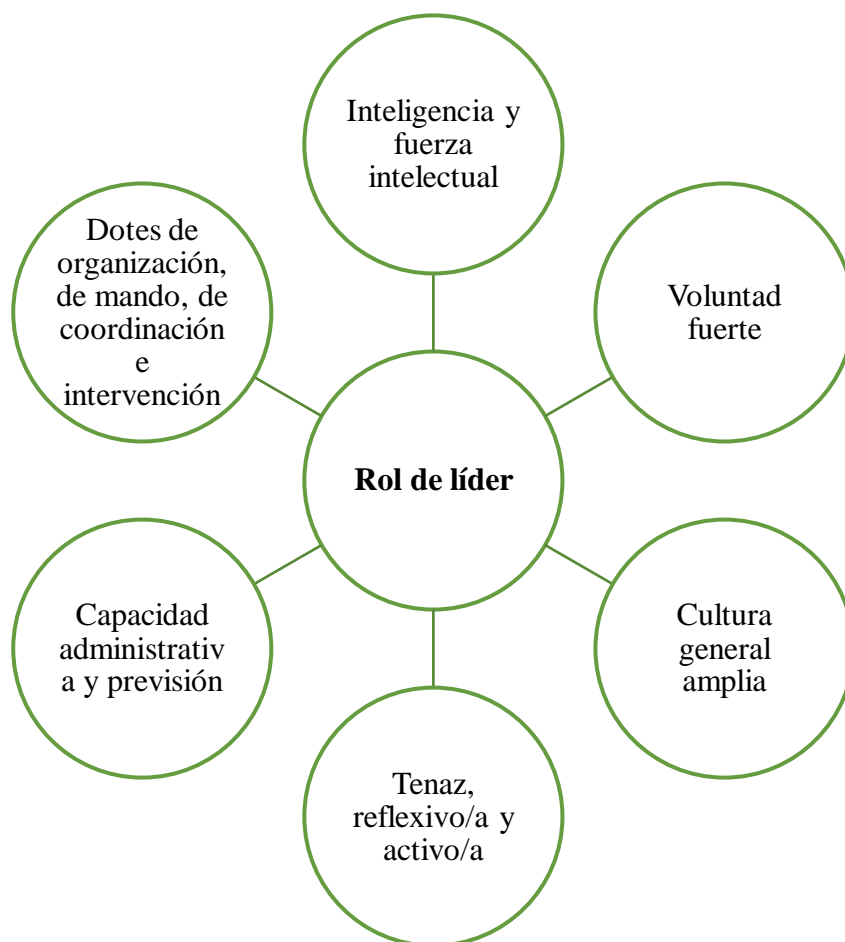 Inteligencia y
fuerza
intelectual
Voluntad
fuerte
Cultura
general
amplia
Tenaz,
reflexivo/a y
activo/a
Capacidad
administrativ
a y previsión
Dotes de
organización,
de mando, de
coordinación
e
intervención
Rol de líder